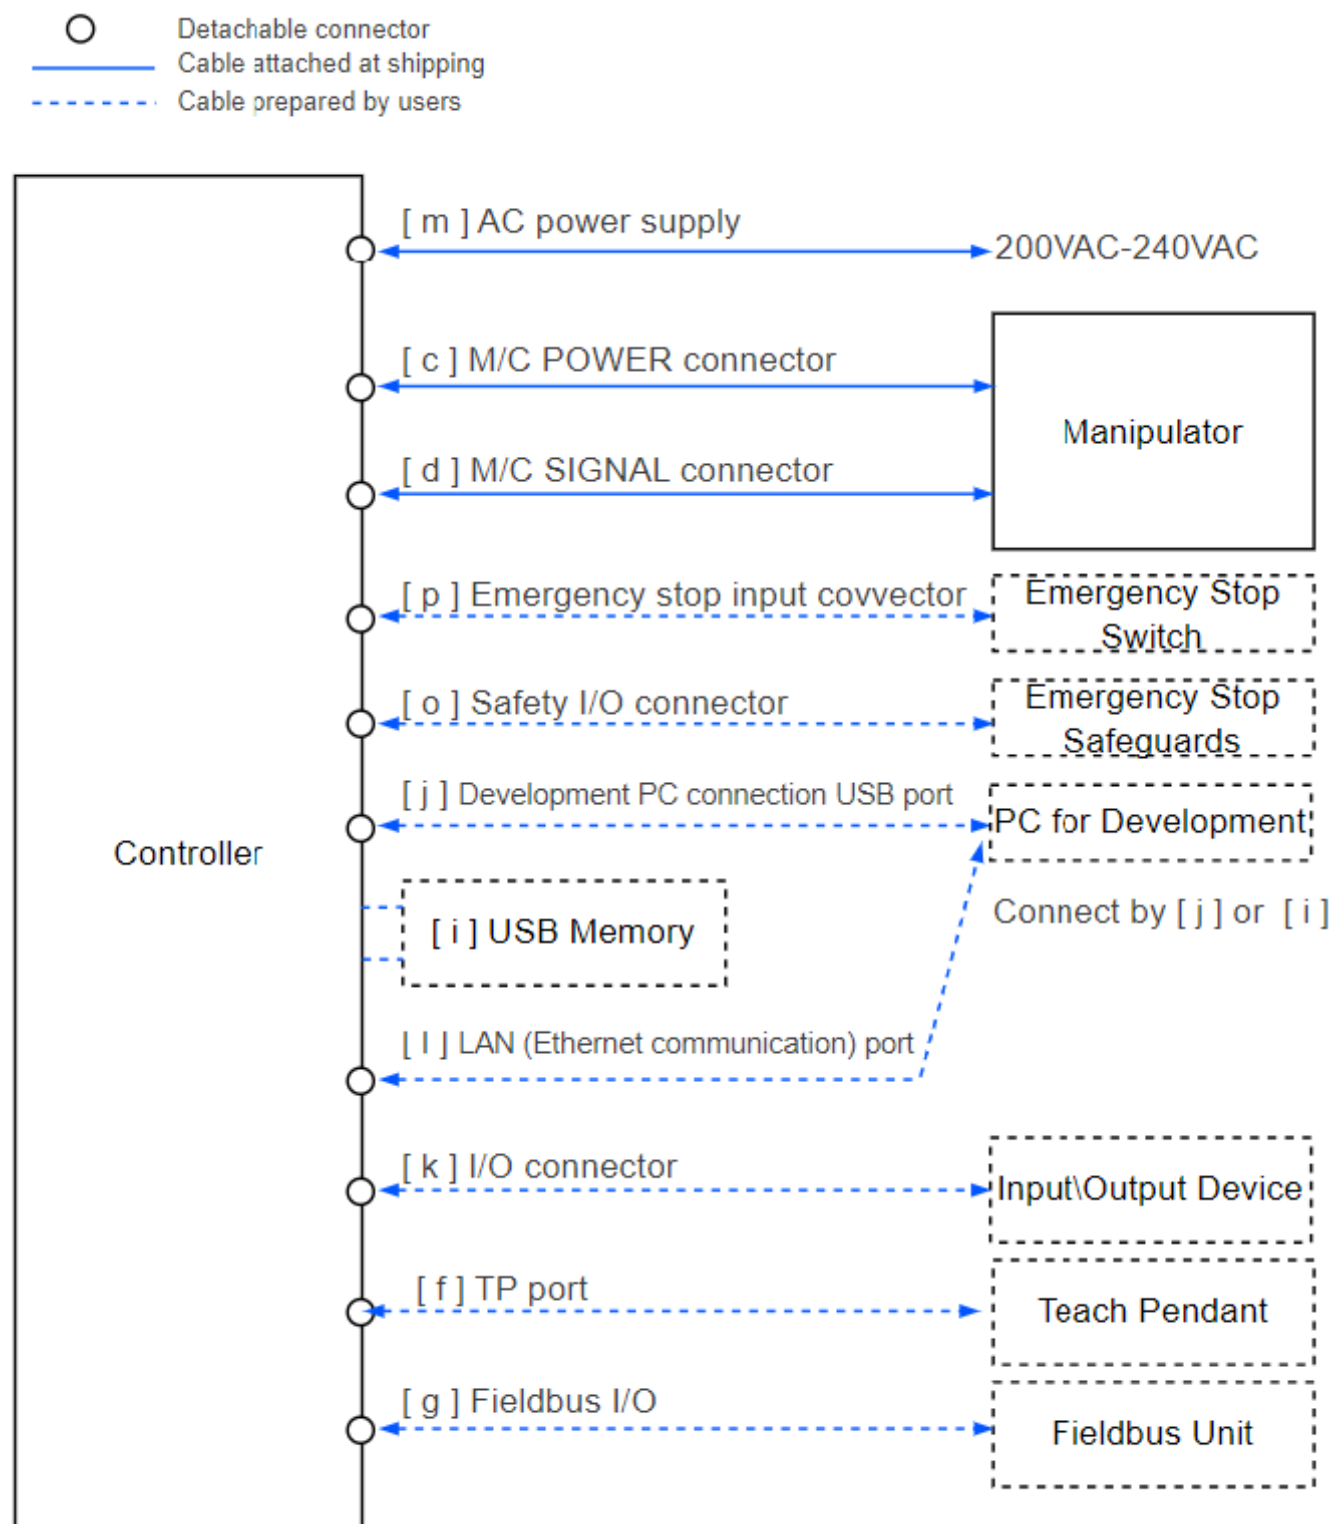 Detachable connector
Cable attached at shipping
Cable prepared by users
[ m ] AC power supply
200VAC-240VAC
[ c ] M/C POWER connector
Manipulator
[ d ] M/C SIGNAL connector
[ p ] Emergency stop input covvector
Emergency Stop
Switch
[ o ] Safety I/O connector
Emergency Stop
Safeguards
[ j ] Development PC connection USB port
PC for Development
Controller
Connect by [ j ] or [ i ]
[ i ] USB Memory
[ l ] LAN (Ethernet communication) port
[ k ] I/O connector
Input\Output Device
[ f ] TP port
Teach Pendant
[ g ] Fieldbus I/O
Fieldbus Unit